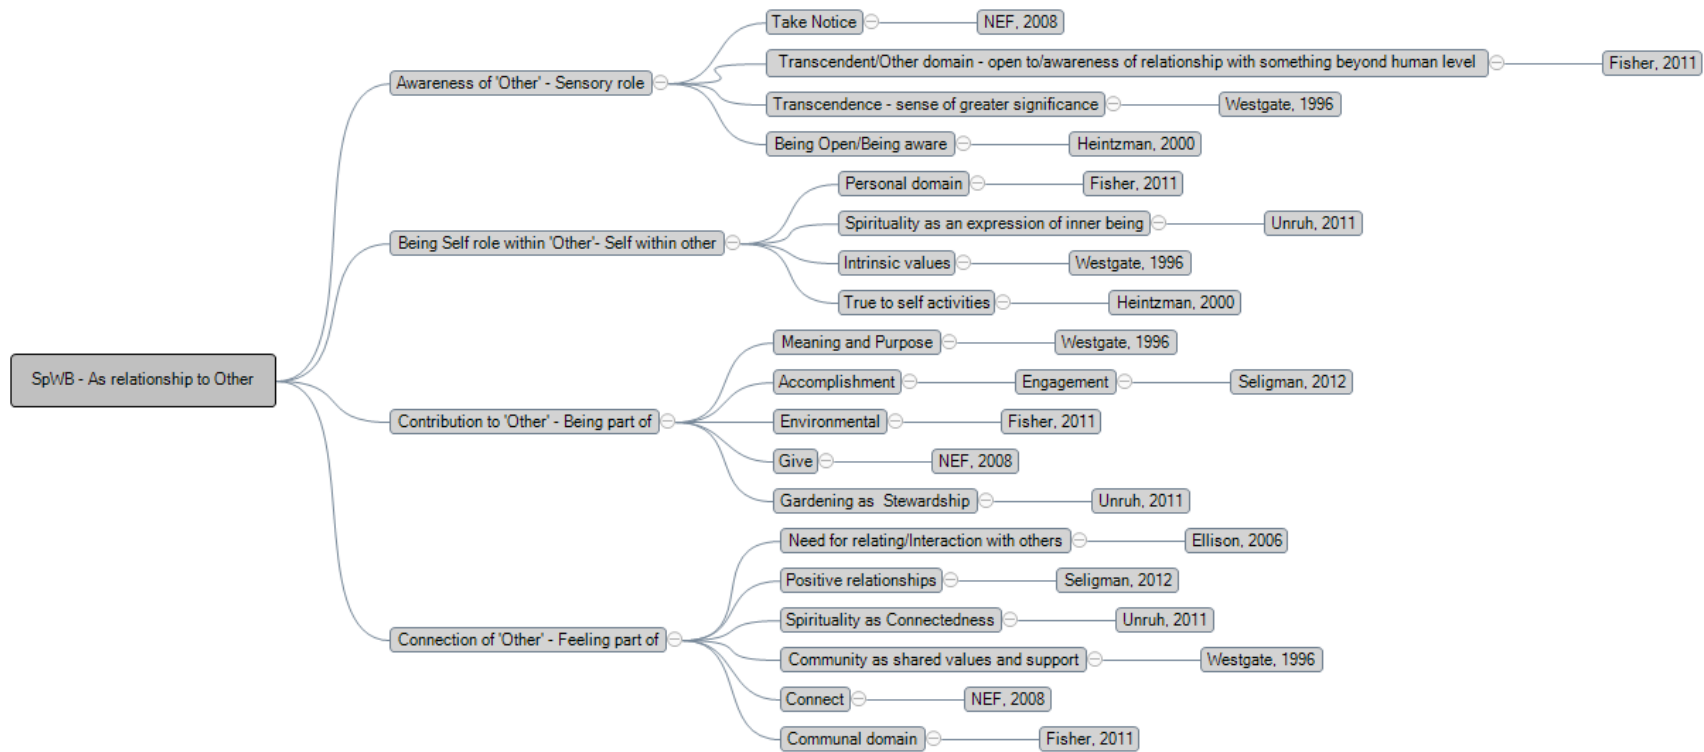 Take Notice
NEF, 2008
Transcendent/Other domain - open to/awareness of relationship with something beyond human level
Fisher, 2011
Awareness of 'Other' - Sensory role
Transcendence - sense of greater significance
Westgate, 1996
Being Open/Being aware
Heintzman, 2000
Personal domain
Fisher, 2011
Spirituality as an expression of inner being
Unruh, 2011
Being Self role within 'Other'- Self within other
Intrinsic values
Westgate, 1996
True to self activities
Heintzman, 2000
SpWB - As relationship to Other
Meaning and Purpose
Westgate, 1996
Accomplishment
Engagement
Seligman, 2012
Contribution to 'Other' - Being part of
Environmental
Fisher, 2011
Give
NEF, 2008
Gardening as  Stewardship
Unruh, 2011
Need for relating/Interaction with others
Ellison, 2006
Positive relationships
Seligman, 2012
Spirituality as Connectedness
Unruh, 2011
Connection of 'Other' - Feeling part of
Community as shared values and support
Westgate, 1996
Connect
NEF, 2008
Communal domain
Fisher, 2011